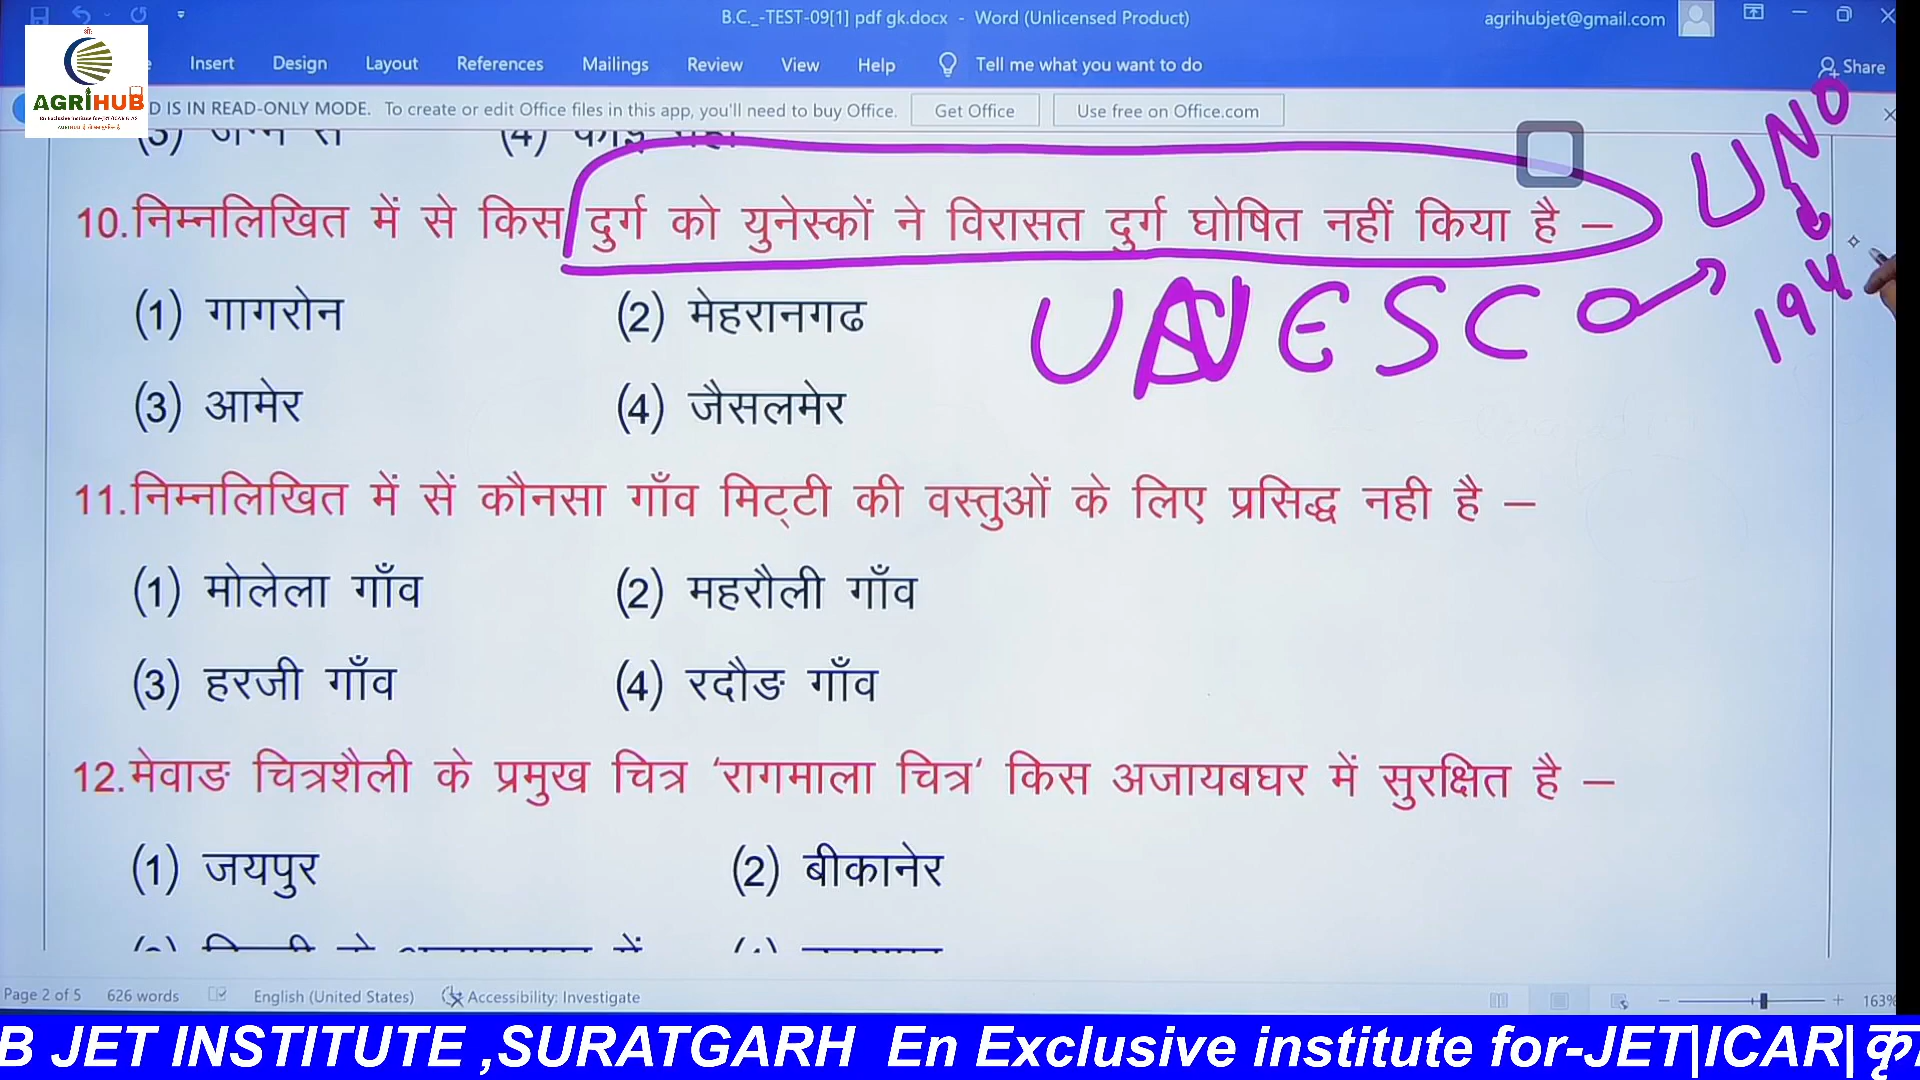 B.C._-TEST-09[1] pdf gk.docx - Word (Unlicensed Product)
agrihubjet@gmail.com
Insert Design Layout References Mailings Review View Help Tell me what you want to do
Share
AGRIHUB
D IS IN READ-ONLY MODE. To create or edit Office files in this app, you'll need to buy Office. Get Office Use free on Office.com
UNO
10.निम्नलिखित में से किस दुर्ग को युनेस्कों ने विरासत दुर्ग घोषित नहीं किया है –
(1) गागरोन (2) मेहरानगढ
UNESCO
194
(3) आमेर (4) जैसलमेर
11.निम्नलिखित में सें कौनसा गाँव मिट्टी की वस्तुओं के लिए प्रसिद्ध नही है –
(1) मोलेला गाँव (2) महरौली गाँव
(3) हरजी गाँव (4) रदौङ गाँव
12.मेवाङ चित्रशैली के प्रमुख चित्र ‘रागमाला चित्र’ किस अजायबघर में सुरक्षित है –
(1) जयपुर (2) बीकानेर
Page 2 of 5 626 words English (United States) Accessibility: Investigate
163%
B JET INSTITUTE ,SURATGARH En Exclusive institute for-JET|ICAR|कृ